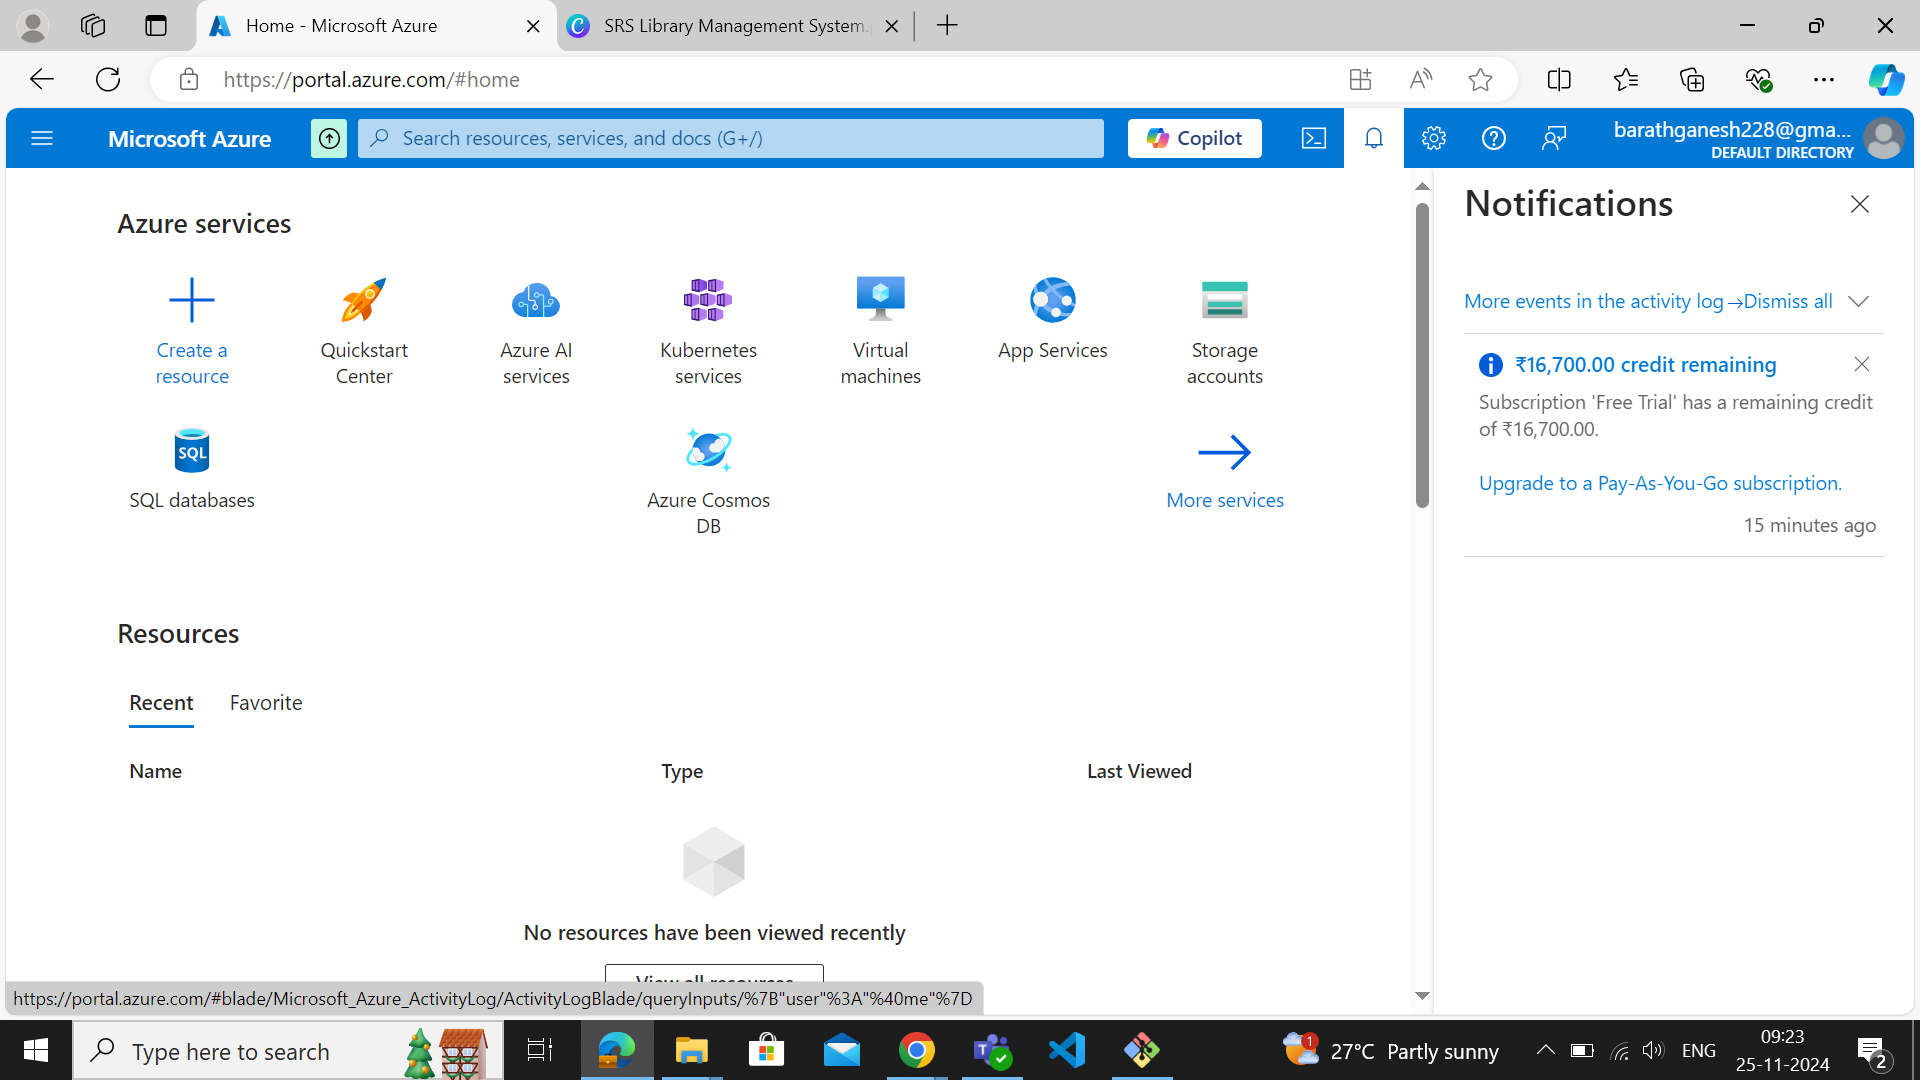 Home - Microsoft Azure
SRS Library Management System.
https://portal.azure.com/#home
Microsoft Azure
Search resources, services, and docs (G+/)
Copilot
barathganesh228@gma...
DEFAULT DIRECTORY
Azure services
Create a
resource
Quickstart
Center
Azure AI
services
Kubernetes
services
Virtual
machines
App Services
Storage
accounts
SQL
SQL databases
Azure Cosmos
DB
More services
Resources
Recent
Favorite
Name
Type
Last Viewed
No resources have been viewed recently
View all resources
https://portal.azure.com/#blade/Microsoft_Azure_ActivityLog/ActivityLogBlade/queryInputs/%7B"user"%3A"%40me"%7D
Notifications
More events in the activity log →
Dismiss all
₹16,700.00 credit remaining
Subscription 'Free Trial' has a remaining credit
of ₹16,700.00.
Upgrade to a Pay-As-You-Go subscription.
15 minutes ago
Type here to search
1
27°C Partly sunny
ENG
09:23
25-11-2024
2